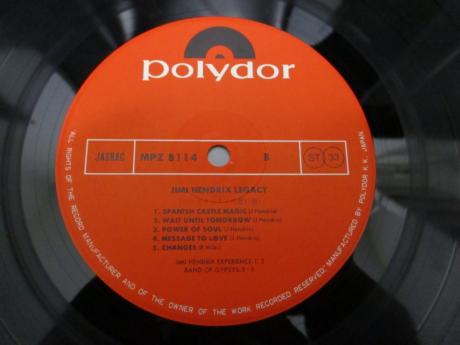 polydor
JASRAC MPZ 8114 B ST 33
JIMI HENDRIX LEGACY
1. SPANISH CASTLE MAGIC (J.Hendrix)
2. WAIT UNTIL TOMORROW (J.Hendrix)
3. POWER OF SOUL (J.Hendrix)
4. MESSAGE TO LOVE (J.Hendrix)
5. CHANGES (B.Miles)
JIMI HENDRIX EXPERIENCE:1, 2
BAND OF GYPSYS:3-5
ALL RIGHTS OF THE RECORD MANUFACTURER AND OF THE OWNER OF THE WORK RECORDED RESERVED. MANUFACTURED BY POLYDOR K.K. JAPAN